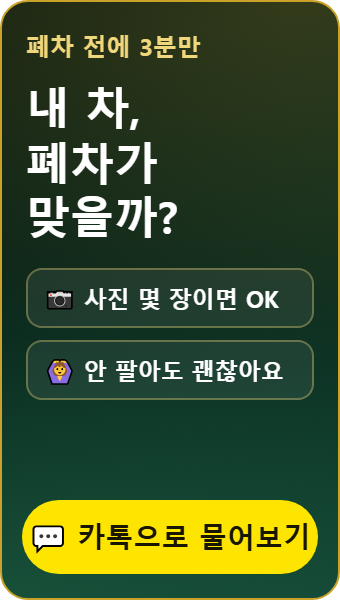 폐차 전에 3분만
내 차,
폐차가
맞을까?
사진 몇 장이면 OK
안 팔아도 괜찮아요
카톡으로 물어보기